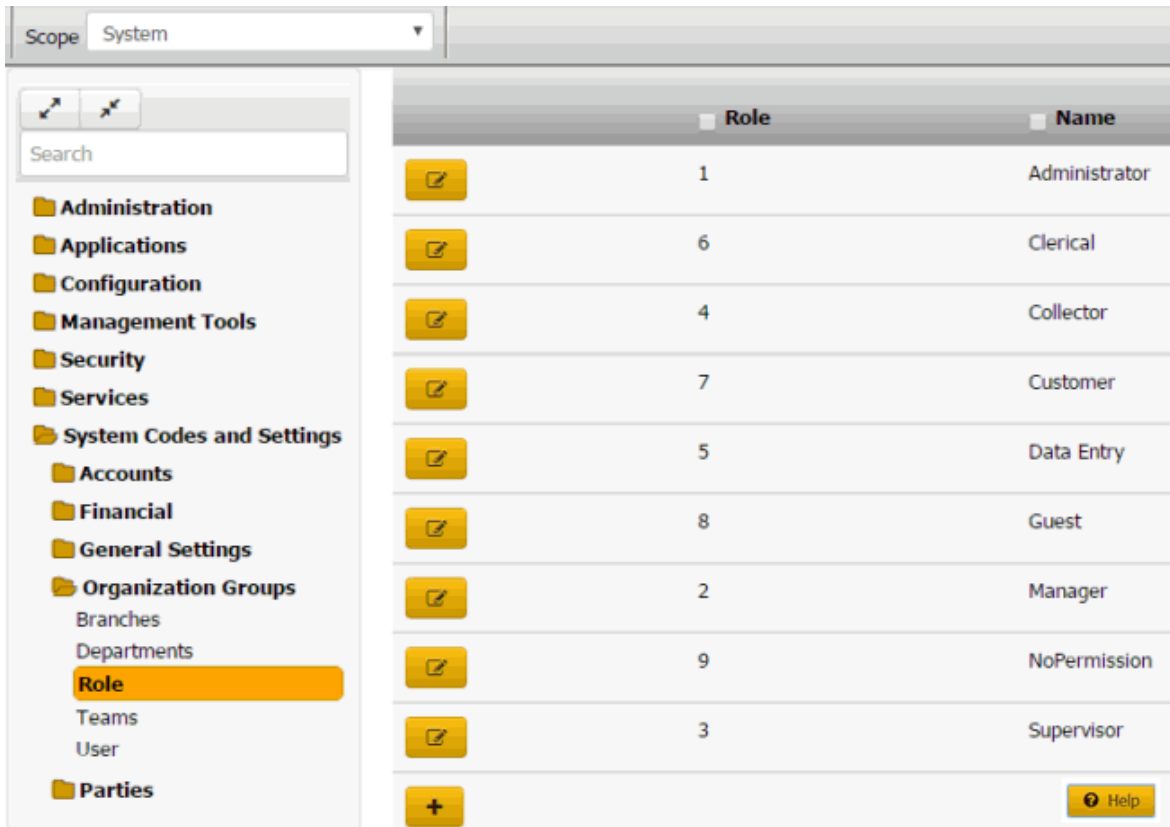 Scope System
Search
Administration
Applications
Configuration
Management Tools
Security
Services
System Codes and Settings
Accounts
Financial
General Settings
Organization Groups
Branches
Departments
Role
Teams
User
Parties
Role Name
1 Administrator
6 Clerical
4 Collector
7 Customer
5 Data Entry
8 Guest
2 Manager
9 NoPermission
3 Supervisor
Help